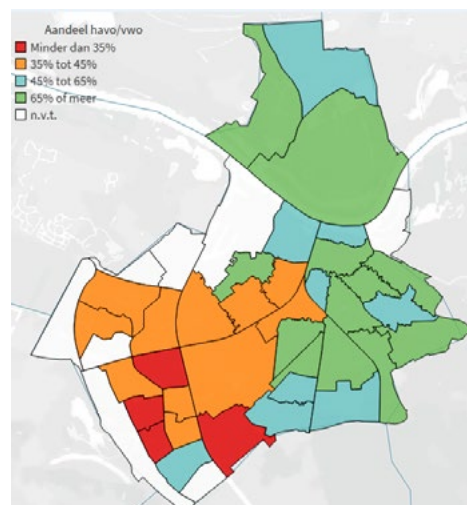 Aandeel havo/vwo
Minder dan 35%
35% tot 45%
45% tot 65%
65% of meer
n.v.t.